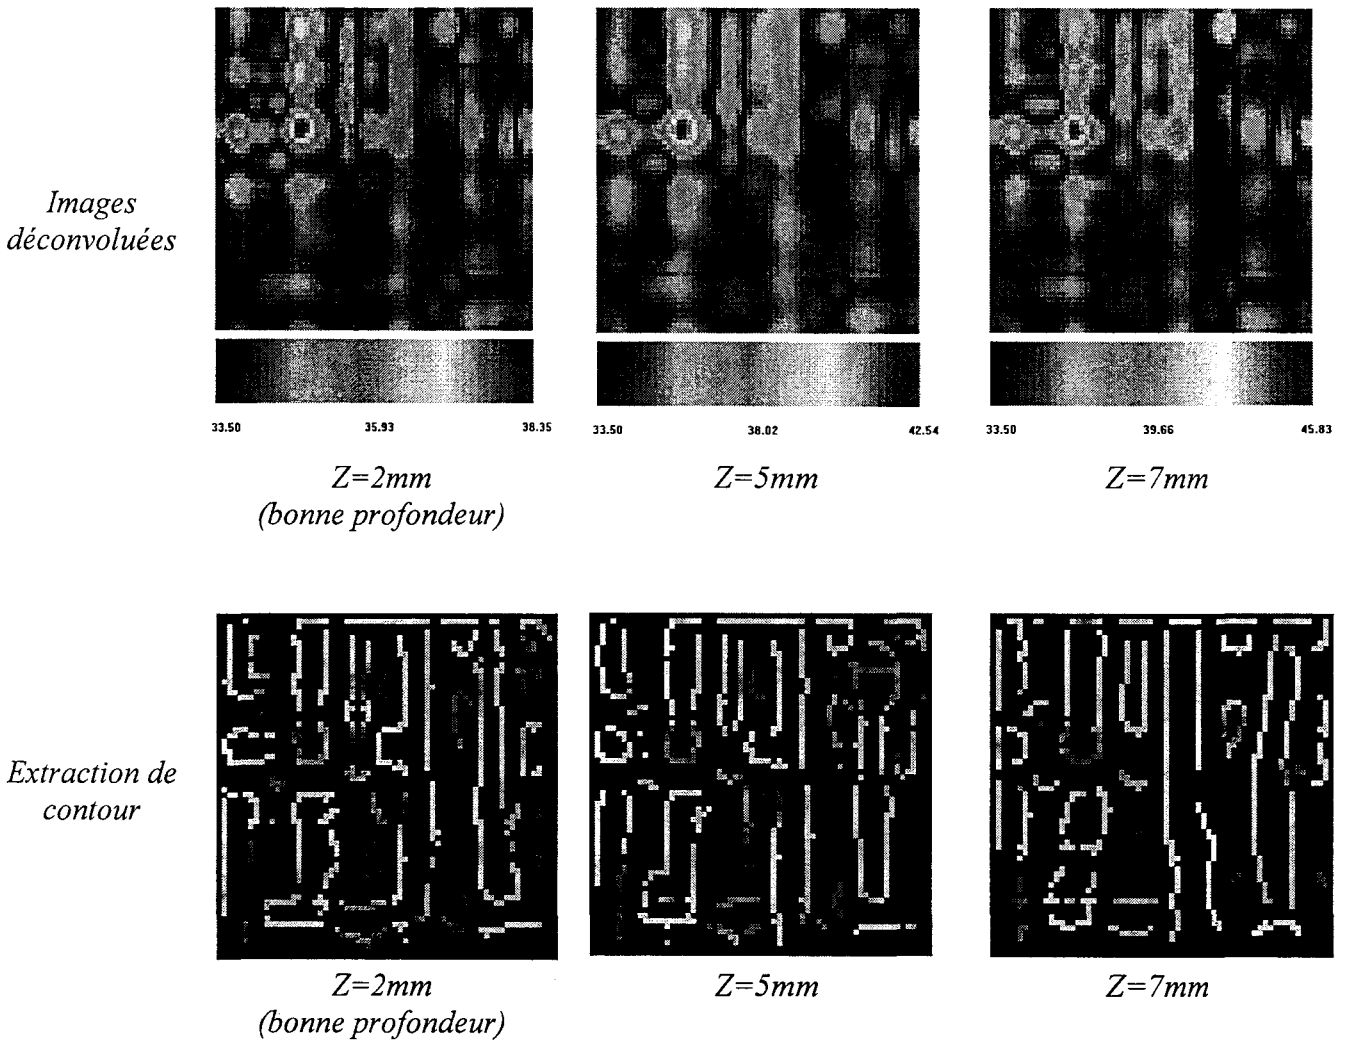 Images
déconvoluées
33.50 35.93 38.35
33.50 38.02 42.54
33.50 39.66 45.83
Z=2mm
(bonne profondeur)
Z=5mm
Z=7mm
Extraction de
contour
Z=2mm
(bonne profondeur)
Z=5mm
Z=7mm